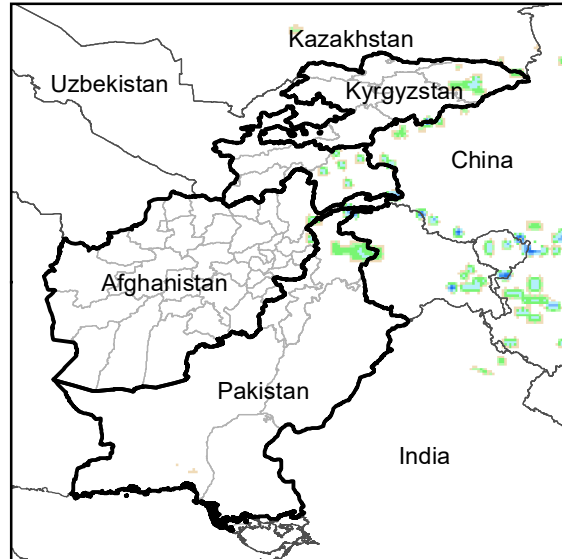 Kazakhstan
Uzbekistan
Kyrgyzstan
China
Afghanistan
Pakistan
India